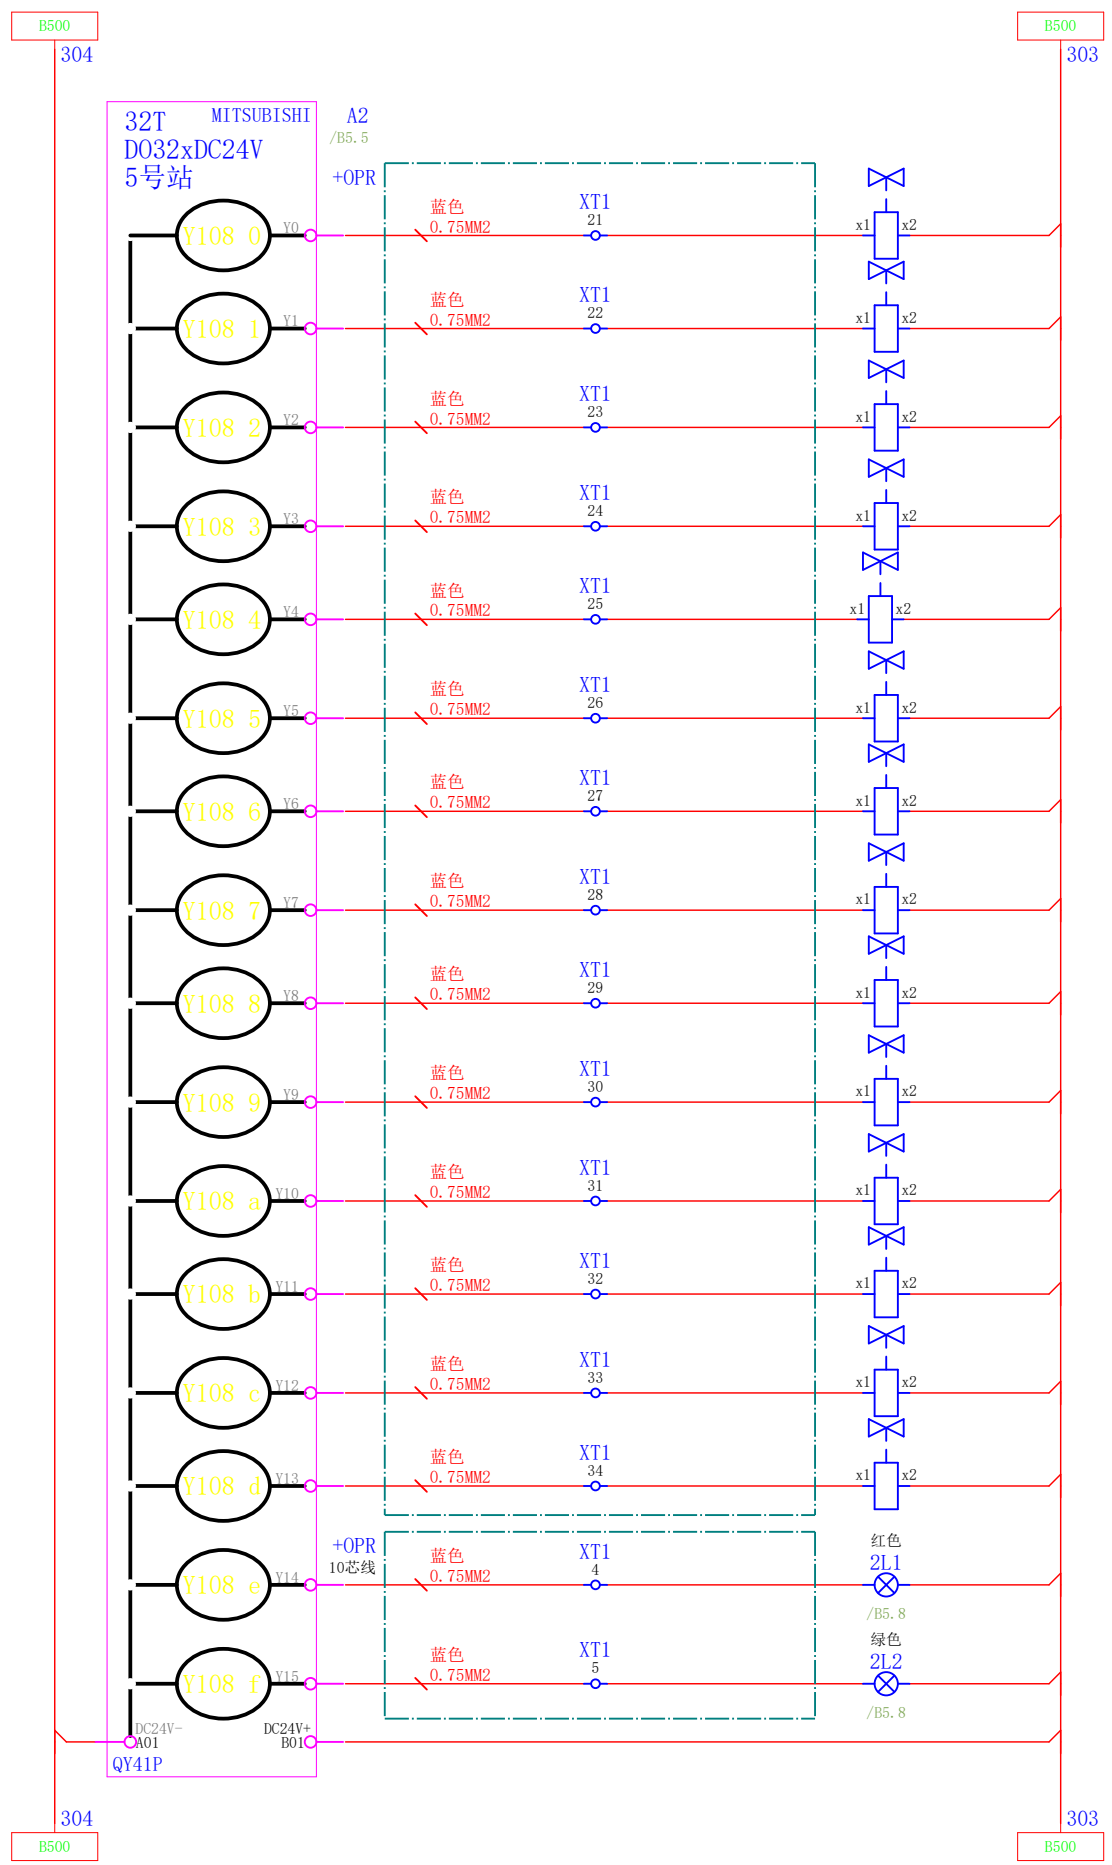 B500
B500
304
303
32T
MITSUBISHI
A2
DO32xDC24V
/B5.5
5号站
+OPR
Y108 0
Y0
蓝色
0.75MM2
XT1
21
x1
x2
Y108 1
Y1
蓝色
0.75MM2
XT1
22
x1
x2
Y108 2
Y2
蓝色
0.75MM2
XT1
23
x1
x2
Y108 3
Y3
蓝色
0.75MM2
XT1
24
x1
x2
Y108 4
Y4
蓝色
0.75MM2
XT1
25
x1
x2
Y108 5
Y5
蓝色
0.75MM2
XT1
26
x1
x2
Y108 6
Y6
蓝色
0.75MM2
XT1
27
x1
x2
Y108 7
Y7
蓝色
0.75MM2
XT1
28
x1
x2
Y108 8
Y8
蓝色
0.75MM2
XT1
29
x1
x2
Y108 9
Y9
蓝色
0.75MM2
XT1
30
x1
x2
Y108 a
Y10
蓝色
0.75MM2
XT1
31
x1
x2
Y108 b
Y11
蓝色
0.75MM2
XT1
32
x1
x2
Y108 c
Y12
蓝色
0.75MM2
XT1
33
x1
x2
Y108 d
Y13
蓝色
0.75MM2
XT1
34
x1
x2
+OPR
10芯线
Y108 e
Y14
蓝色
0.75MM2
XT1
4
红色
2L1
/B5.8
Y108 f
Y15
蓝色
0.75MM2
XT1
5
绿色
2L2
/B5.8
DC24V-
A01
DC24V+
B01
QY41P
304
303
B500
B500